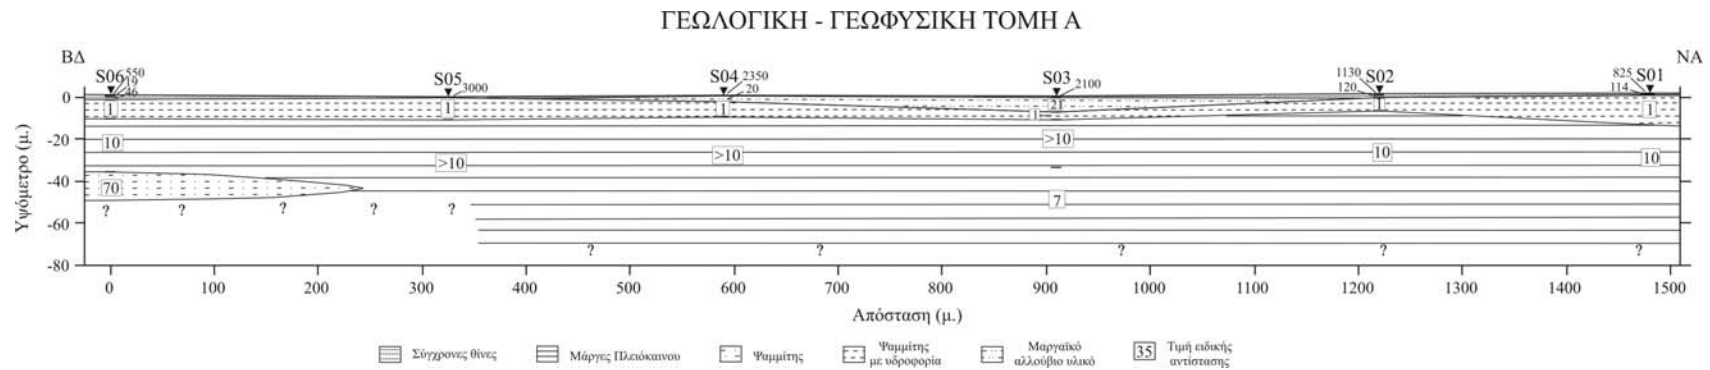 ΓΕΩΛΟΓΙΚΗ - ΓΕΩΦΥΣΙΚΗ ΤΟΜΗ Α
ΒΔ ΝΑ
S06 550 19 46 S05 3000 S04 2350 20 S03 2100 1130 120 S02 825 114 S01
0 1 1 1 21 1 1 1
-20 10 >10 >10 >10 10 10
-40 70 7
? ? ? ? ?
-60
? ? ? ? ?
-80
Υψόμετρο (μ.)
0 100 200 300 400 500 600 700 800 900 1000 1100 1200 1300 1400 1500
Απόσταση (μ.)
Σύγχρονες θίνες Μάργες Πλειόκαινου Ψαμμίτης Ψαμμίτης με υδροφορία Μαργαϊκό αλλούβιο υλικό 35 Τιμή ειδικής αντίστασης